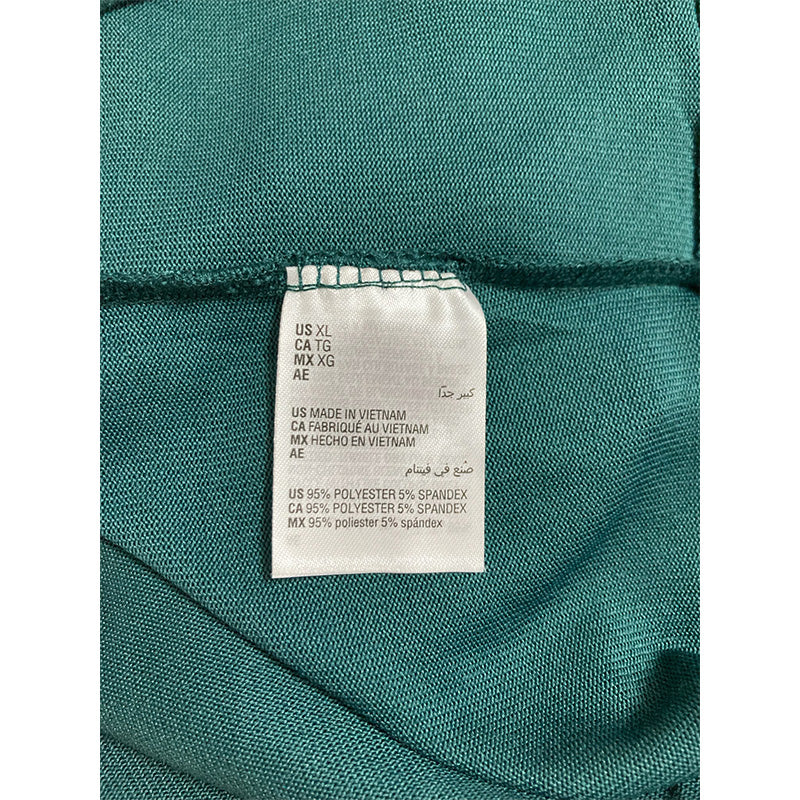 US XL
CA TG
MX XG
AE
كبير جدًا
US MADE IN VIETNAM
CA FABRIQUÉ AU VIETNAM
MX HECHO EN VIETNAM
AE
صُنع في فيتنام
US 95% POLYESTER 5% SPANDEX
CA 95% POLYESTER 5% SPANDEX
MX 95% poliester 5% spándex